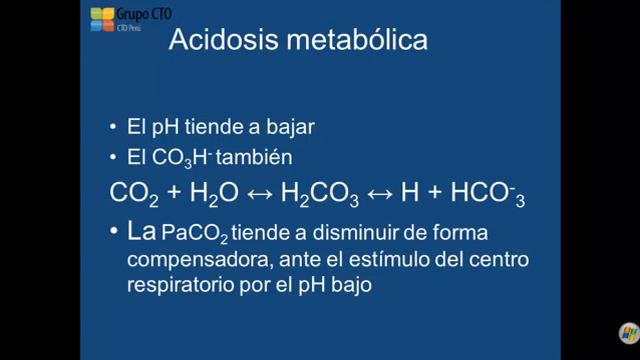 Grupo CTO
CTO Perú
Acidosis metabólica
• El pH tiende a bajar
• El CO₃H⁻ también
CO₂ + H₂O ↔ H₂CO₃ ↔ H + HCO⁻₃
• La PaCO₂ tiende a disminuir de forma
compensadora, ante el estímulo del centro
respiratorio por el pH bajo